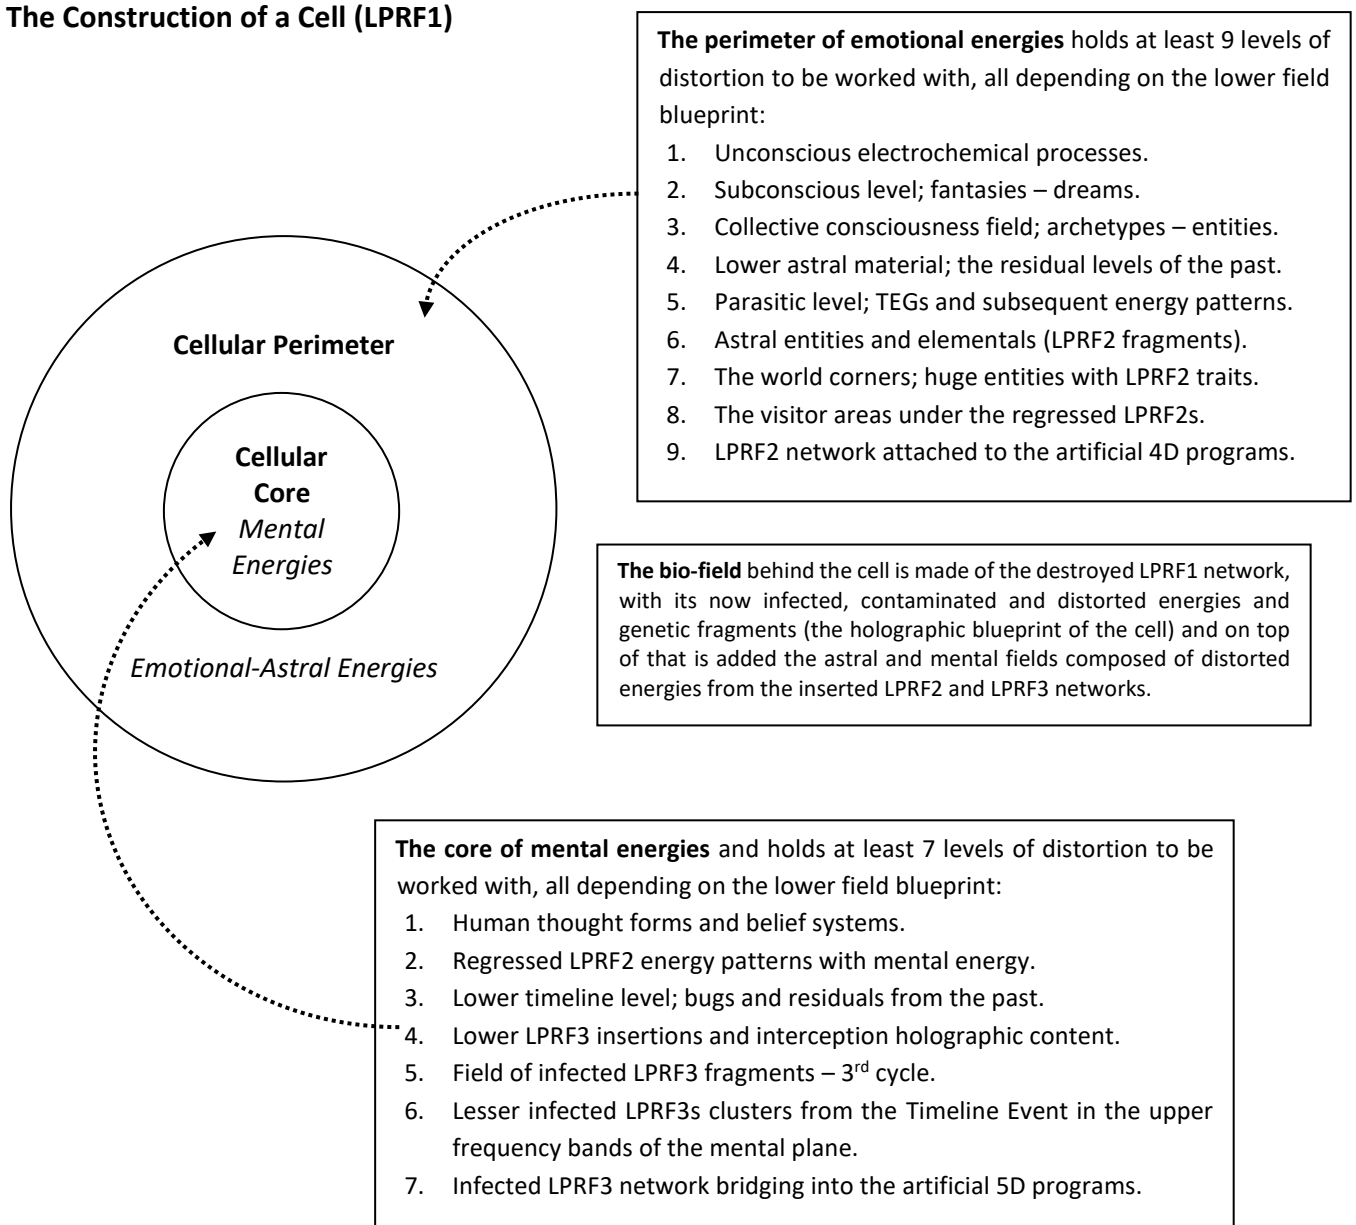 The Construction of a Cell (LPRF1)
The perimeter of emotional energies holds at least 9 levels of
distortion to be worked with, all depending on the lower field
blueprint:
1. Unconscious electrochemical processes.
2. Subconscious level; fantasies – dreams.
3. Collective consciousness field; archetypes – entities.
4. Lower astral material; the residual levels of the past.
5. Parasitic level; TEGs and subsequent energy patterns.
6. Astral entities and elementals (LPRF2 fragments).
7. The world corners; huge entities with LPRF2 traits.
8. The visitor areas under the regressed LPRF2s.
9. LPRF2 network attached to the artificial 4D programs.
Cellular Perimeter
Cellular
Core
Mental
Energies
Emotional-Astral Energies
The bio-field behind the cell is made of the destroyed LPRF1 network,
with its now infected, contaminated and distorted energies and
genetic fragments (the holographic blueprint of the cell) and on top
of that is added the astral and mental fields composed of distorted
energies from the inserted LPRF2 and LPRF3 networks.
The core of mental energies and holds at least 7 levels of distortion to be
worked with, all depending on the lower field blueprint:
1. Human thought forms and belief systems.
2. Regressed LPRF2 energy patterns with mental energy.
3. Lower timeline level; bugs and residuals from the past.
4. Lower LPRF3 insertions and interception holographic content.
5. Field of infected LPRF3 fragments – 3rd cycle.
6. Lesser infected LPRF3s clusters from the Timeline Event in the upper
frequency bands of the mental plane.
7. Infected LPRF3 network bridging into the artificial 5D programs.